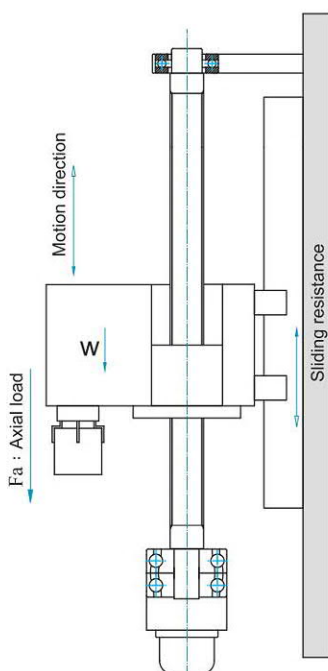 Motion direction
W
Fa : Axial load
Sliding resistance